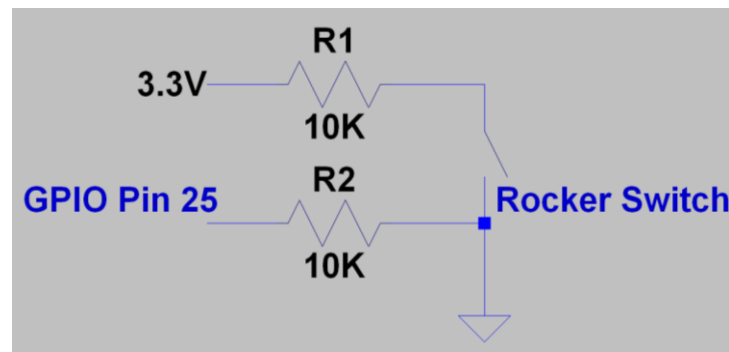 R1
3.3V
10K
R2
GPIO Pin 25
Rocker Switch
10K